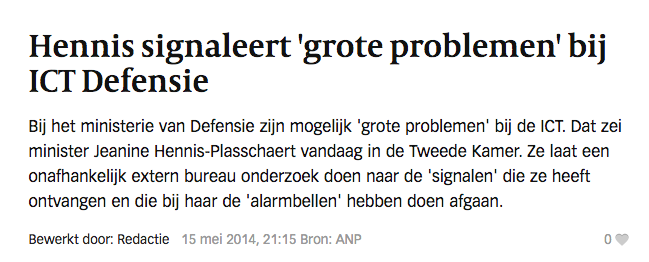 Hennis signaleert 'grote problemen' bij
ICT Defensie
Bij het ministerie van Defensie zijn mogelijk 'grote problemen' bij de ICT. Dat zei
minister Jeanine Hennis-Plasschaert vandaag in de Tweede Kamer. Ze laat een
onafhankelijk extern bureau onderzoek doen naar de 'signalen' die ze heeft
ontvangen en die bij haar de 'alarmbellen' hebben doen afgaan.
Bewerkt door: Redactie 15 mei 2014, 21:15 Bron: ANP 0